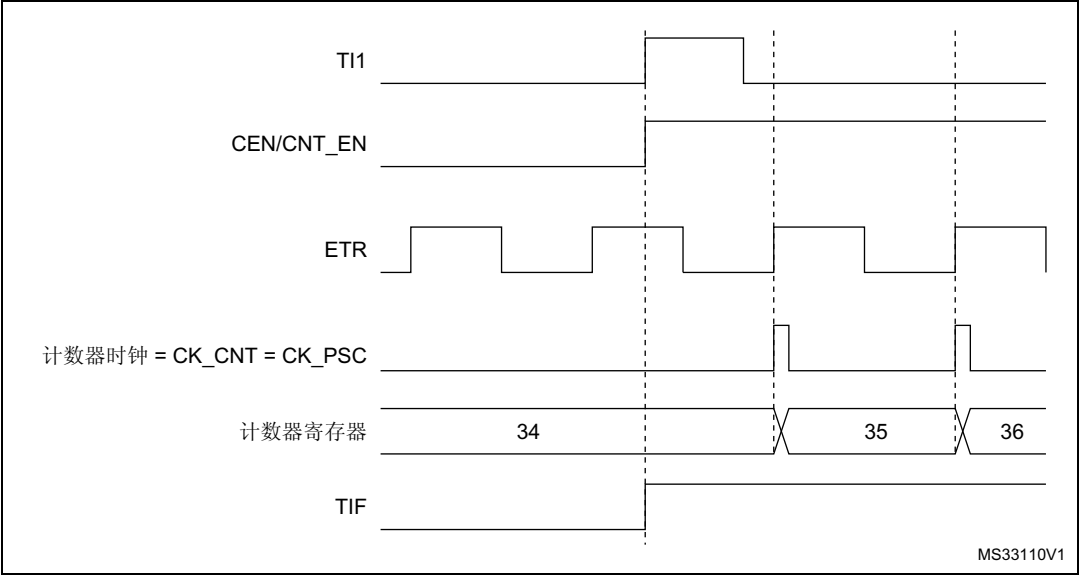 TI1
CEN/CNT_EN
ETR
计数器时钟 = CK_CNT = CK_PSC
计数器寄存器 34 35 36
TIF
MS33110V1